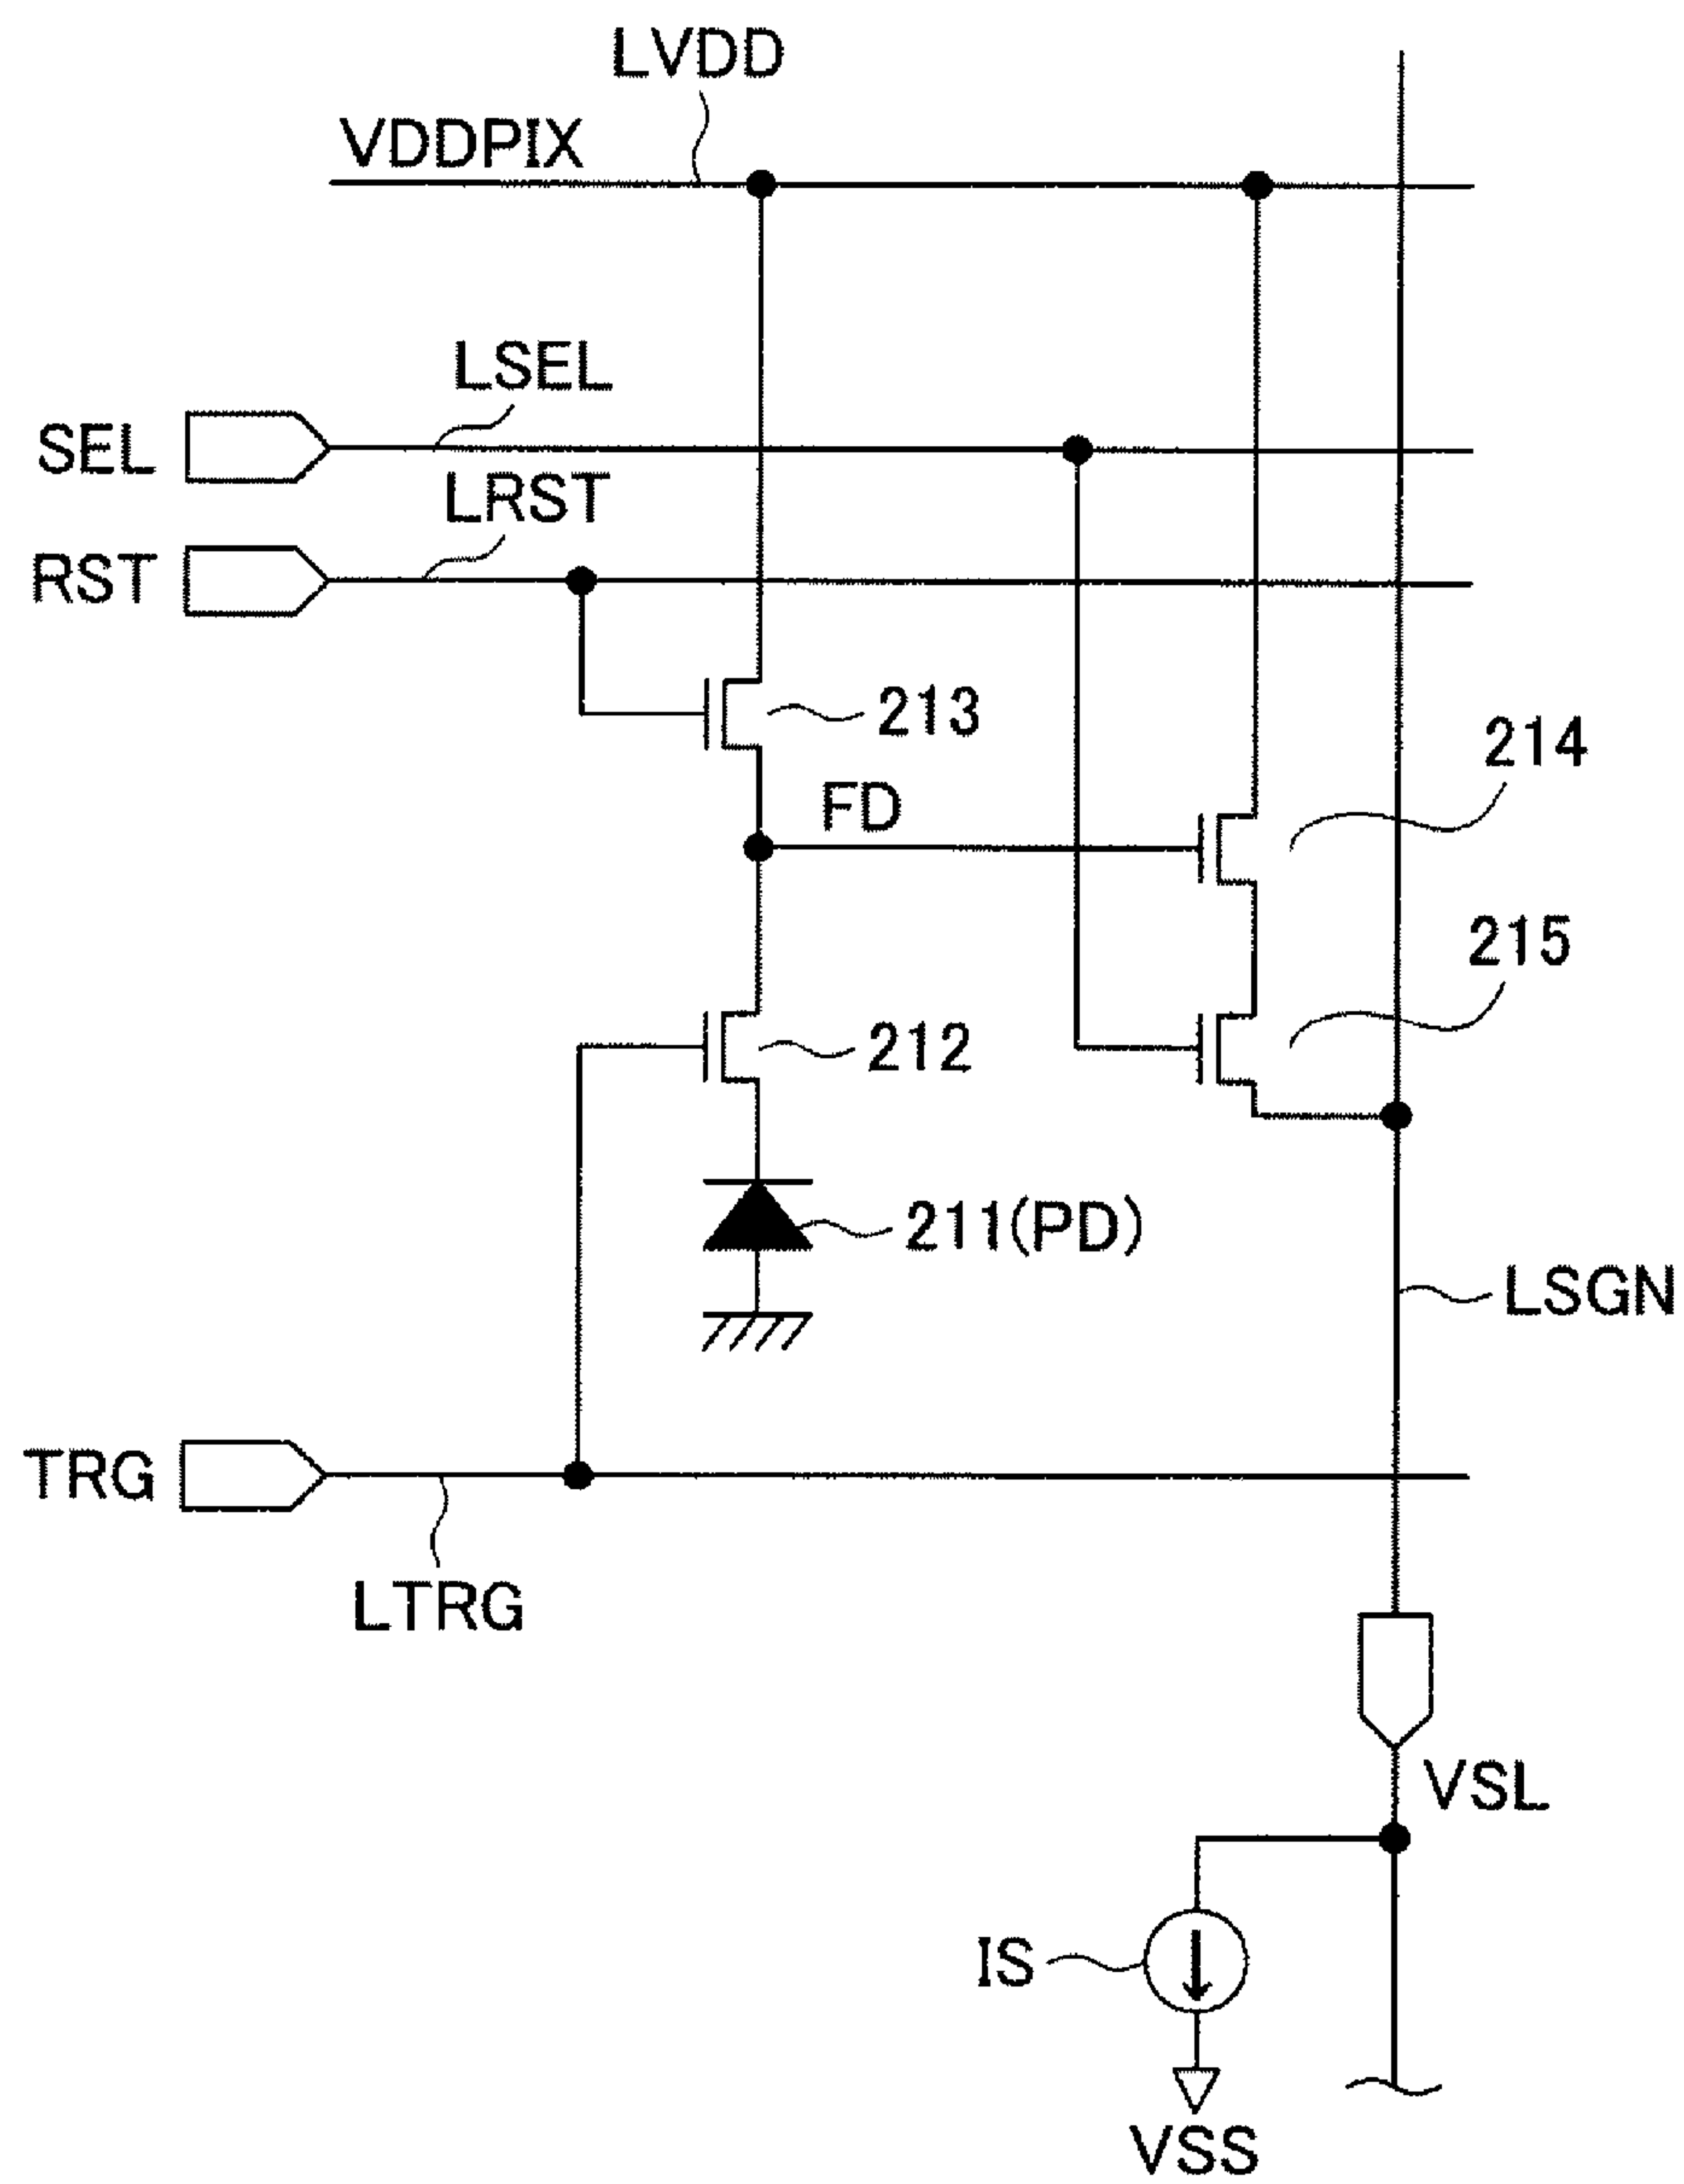 LVDD
VDDPIX
LSEL
SEL
LRST
RST
213
214
FD
215
212
211(PD)
LSGN
TRG
LTRG
VSL
IS
VSS